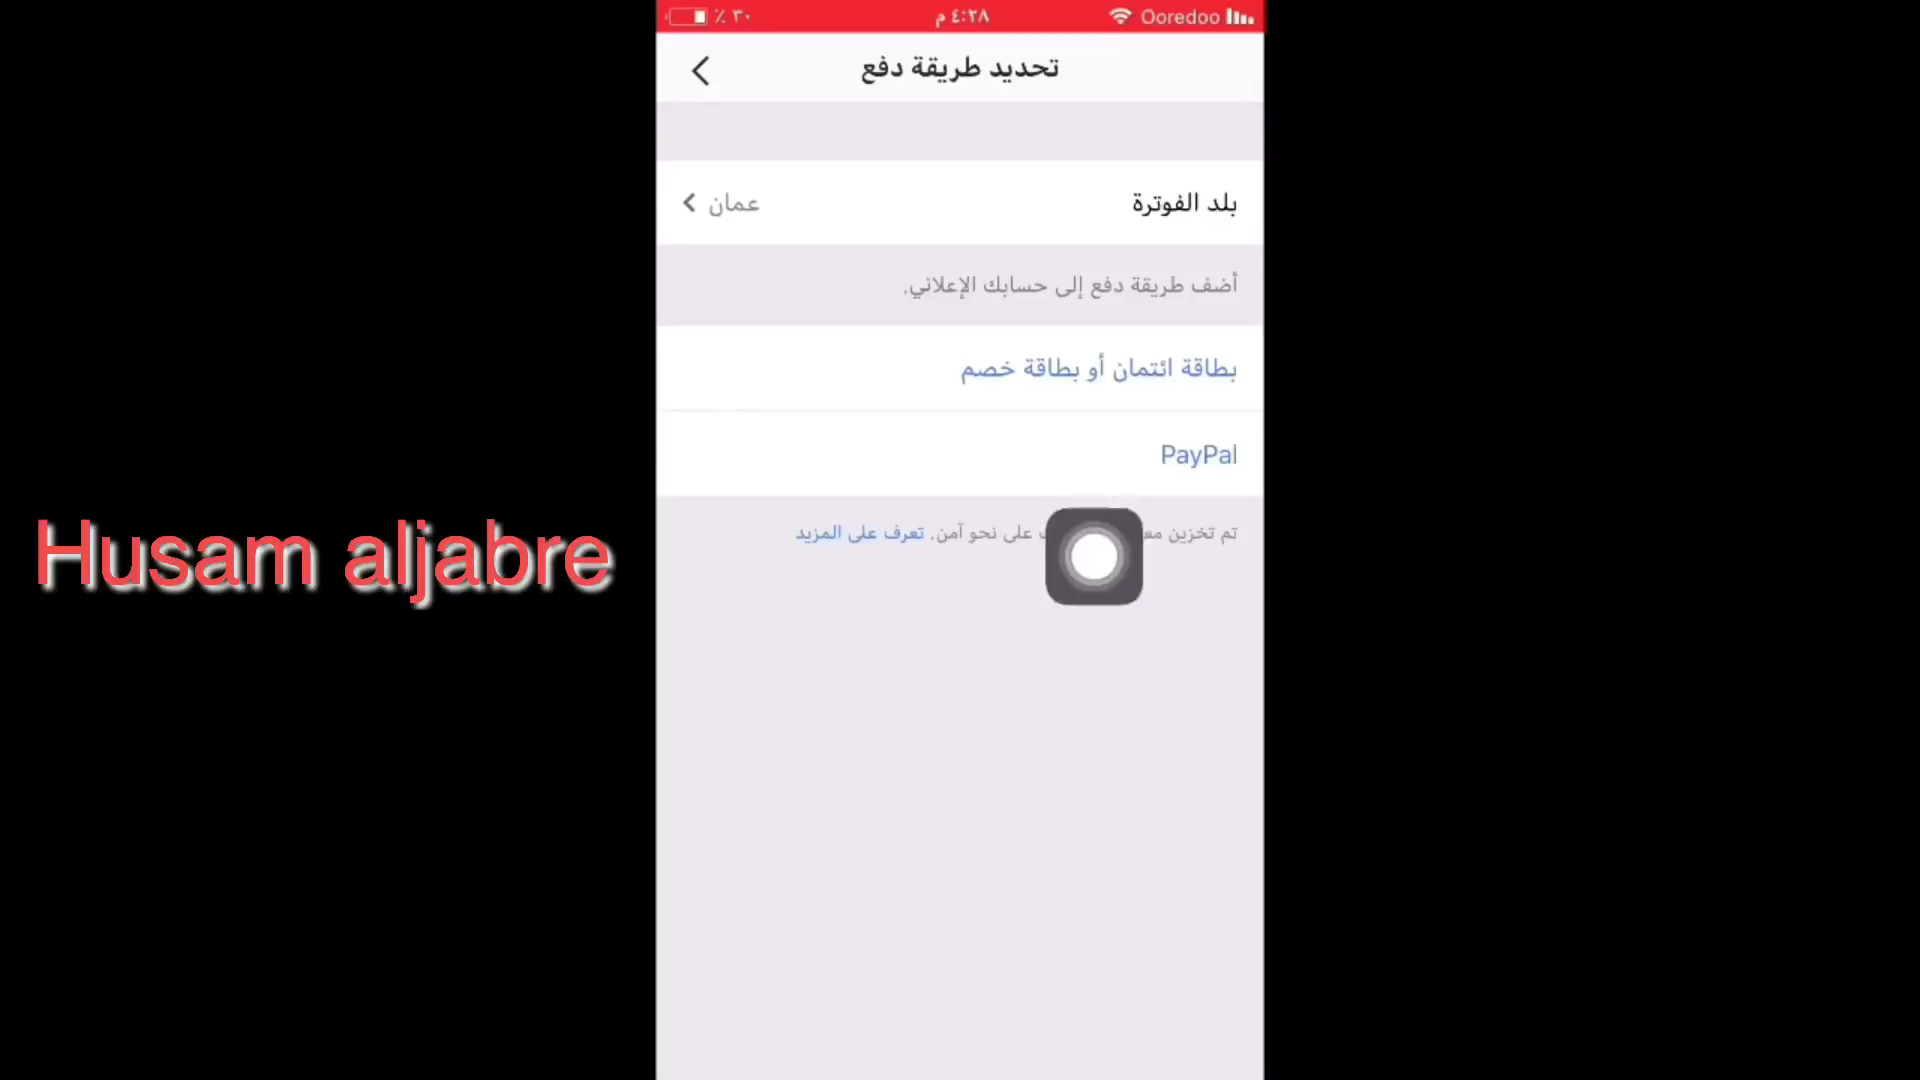 Ooredoo ٤:٢٨ م ٣٠ ٪
تحديد طريقة دفع
بلد الفوترة عمان
أضف طريقة دفع إلى حسابك الإعلاني.
بطاقة ائتمان أو بطاقة خصم
PayPal
تم تخزين على نحو آمن. تعرف على المزيد
Husam aljabre